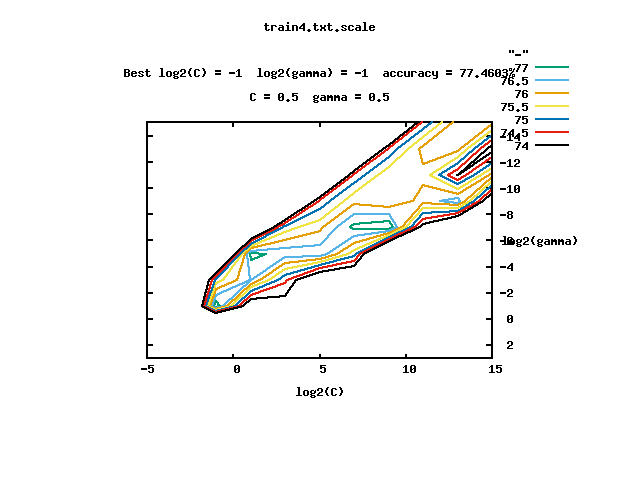 train4.txt.scale
"-"
77
Best log2(C) = -1  log2(gamma) = -1  accuracy = 77.4603%
76.5
76
C = 0.5  gamma = 0.5
75.5
75
74.5
-14
74
-12
-10
-8
-6
log2(gamma)
-4
-2
0
2
-5 0 5 10 15
log2(C)